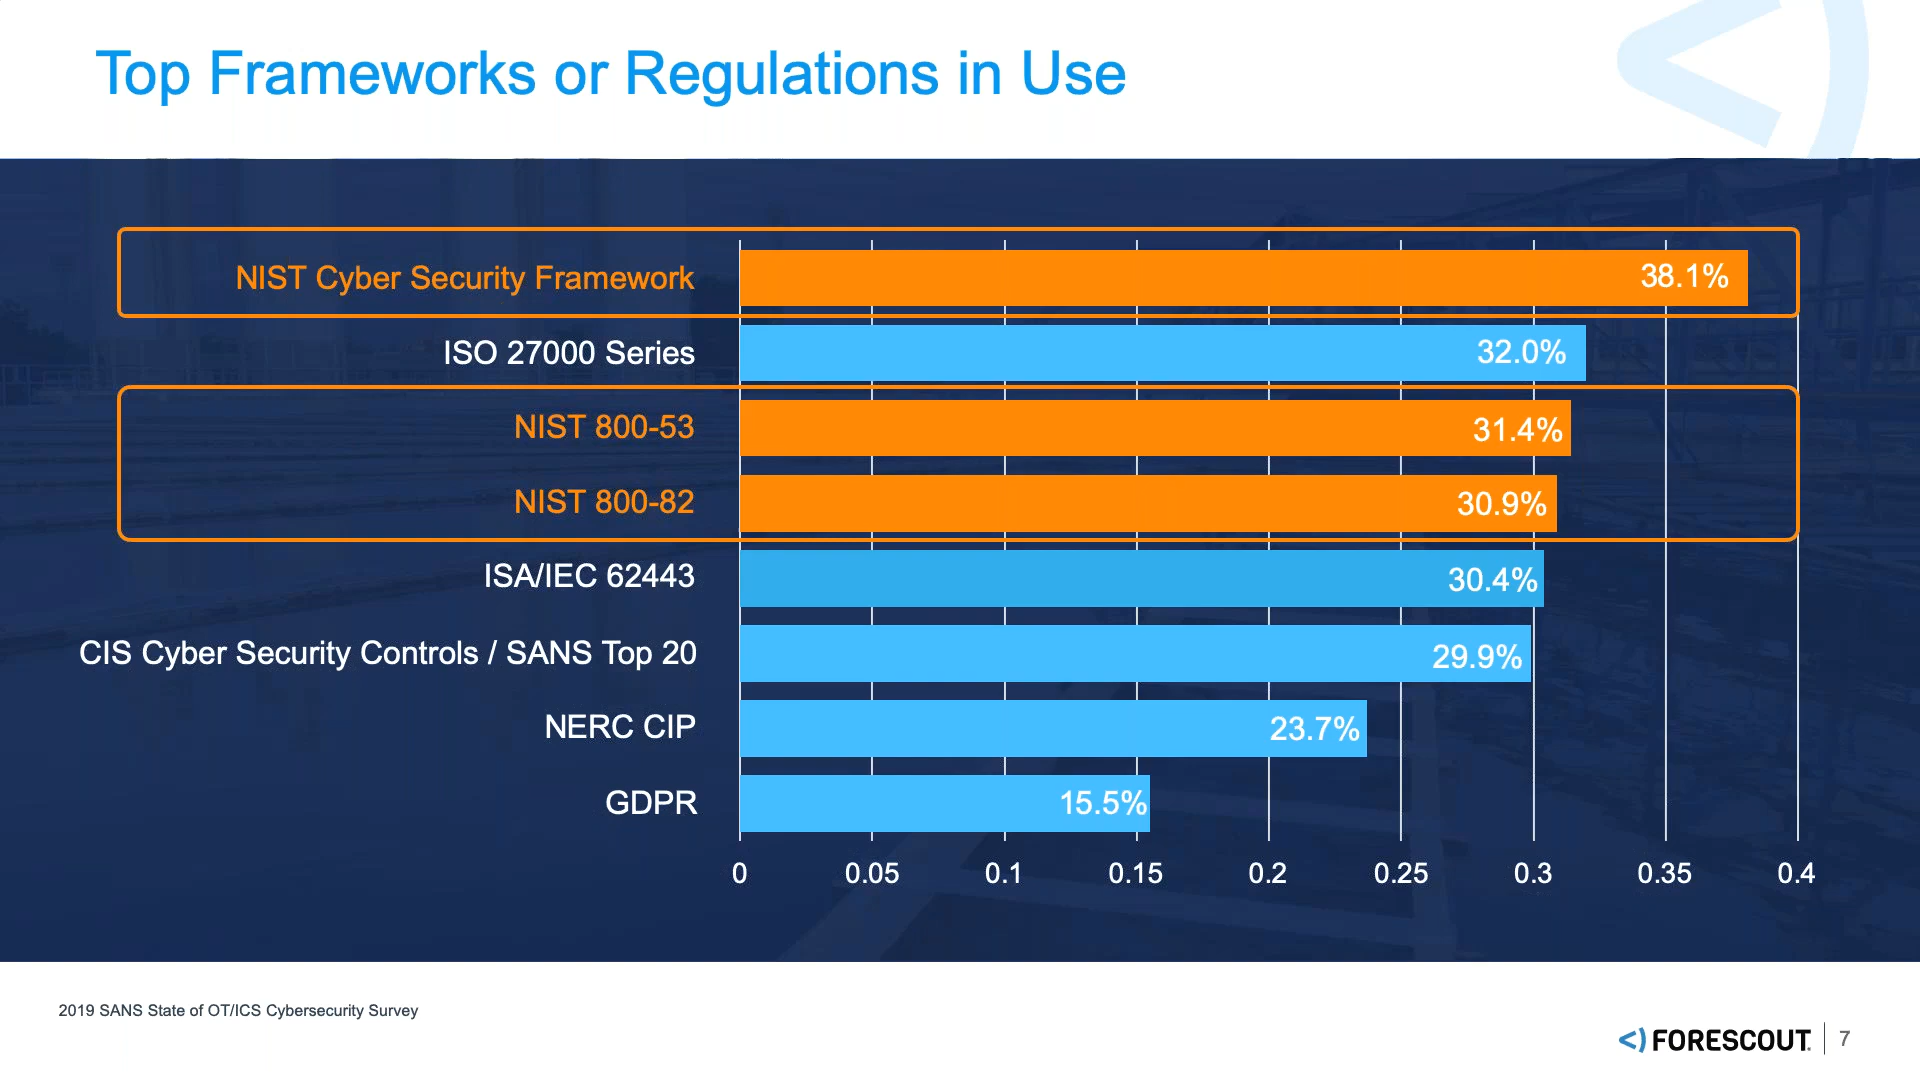 Top Frameworks or Regulations in Use
NIST Cyber Security Framework
38.1%
ISO 27000 Series
32.0%
NIST 800-53
31.4%
NIST 800-82
30.9%
ISA/IEC 62443
30.4%
CIS Cyber Security Controls / SANS Top 20
29.9%
NERC CIP
23.7%
GDPR
15.5%
0 0.05 0.1 0.15 0.2 0.25 0.3 0.35 0.4
2019 SANS State of OT/ICS Cybersecurity Survey
FORESCOUT. 7